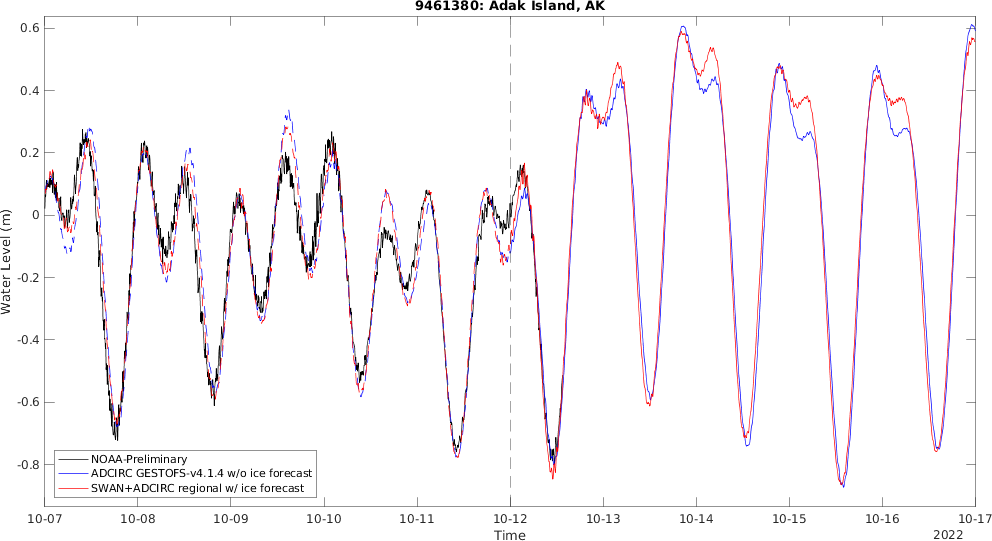 9461380: Adak Island, AK
Water Level (m)
0.6
0.4
0.2
0
-0.2
-0.4
-0.6
-0.8
NOAA-Preliminary
ADCIRC GESTOFS-v4.1.4 w/o ice forecast
SWAN+ADCIRC regional w/ ice forecast
10-07 10-08 10-09 10-10 10-11 10-12 10-13 10-14 10-15 10-16 10-17
Time
2022